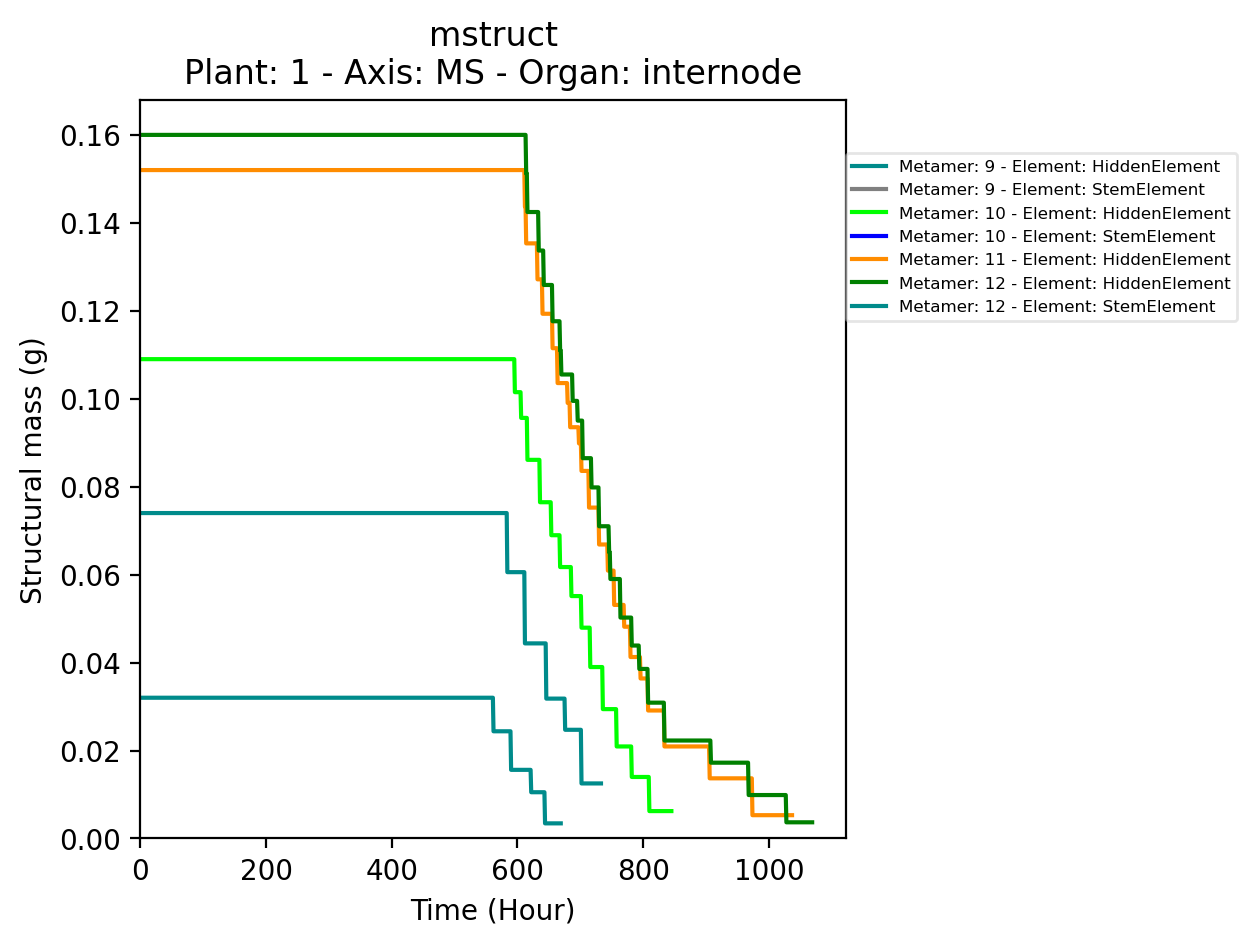 mstruct
Plant: 1 - Axis: MS - Organ: internode
0.16
0.14
0.12
0.10
0.08
0.06
0.04
0.02
0.00
Structural mass (g)
0
200
400
600
800
1000
Time (Hour)
Metamer: 9 - Element: HiddenElement
Metamer: 9 - Element: StemElement
Metamer: 10 - Element: HiddenElement
Metamer: 10 - Element: StemElement
Metamer: 11 - Element: HiddenElement
Metamer: 12 - Element: HiddenElement
Metamer: 12 - Element: StemElement